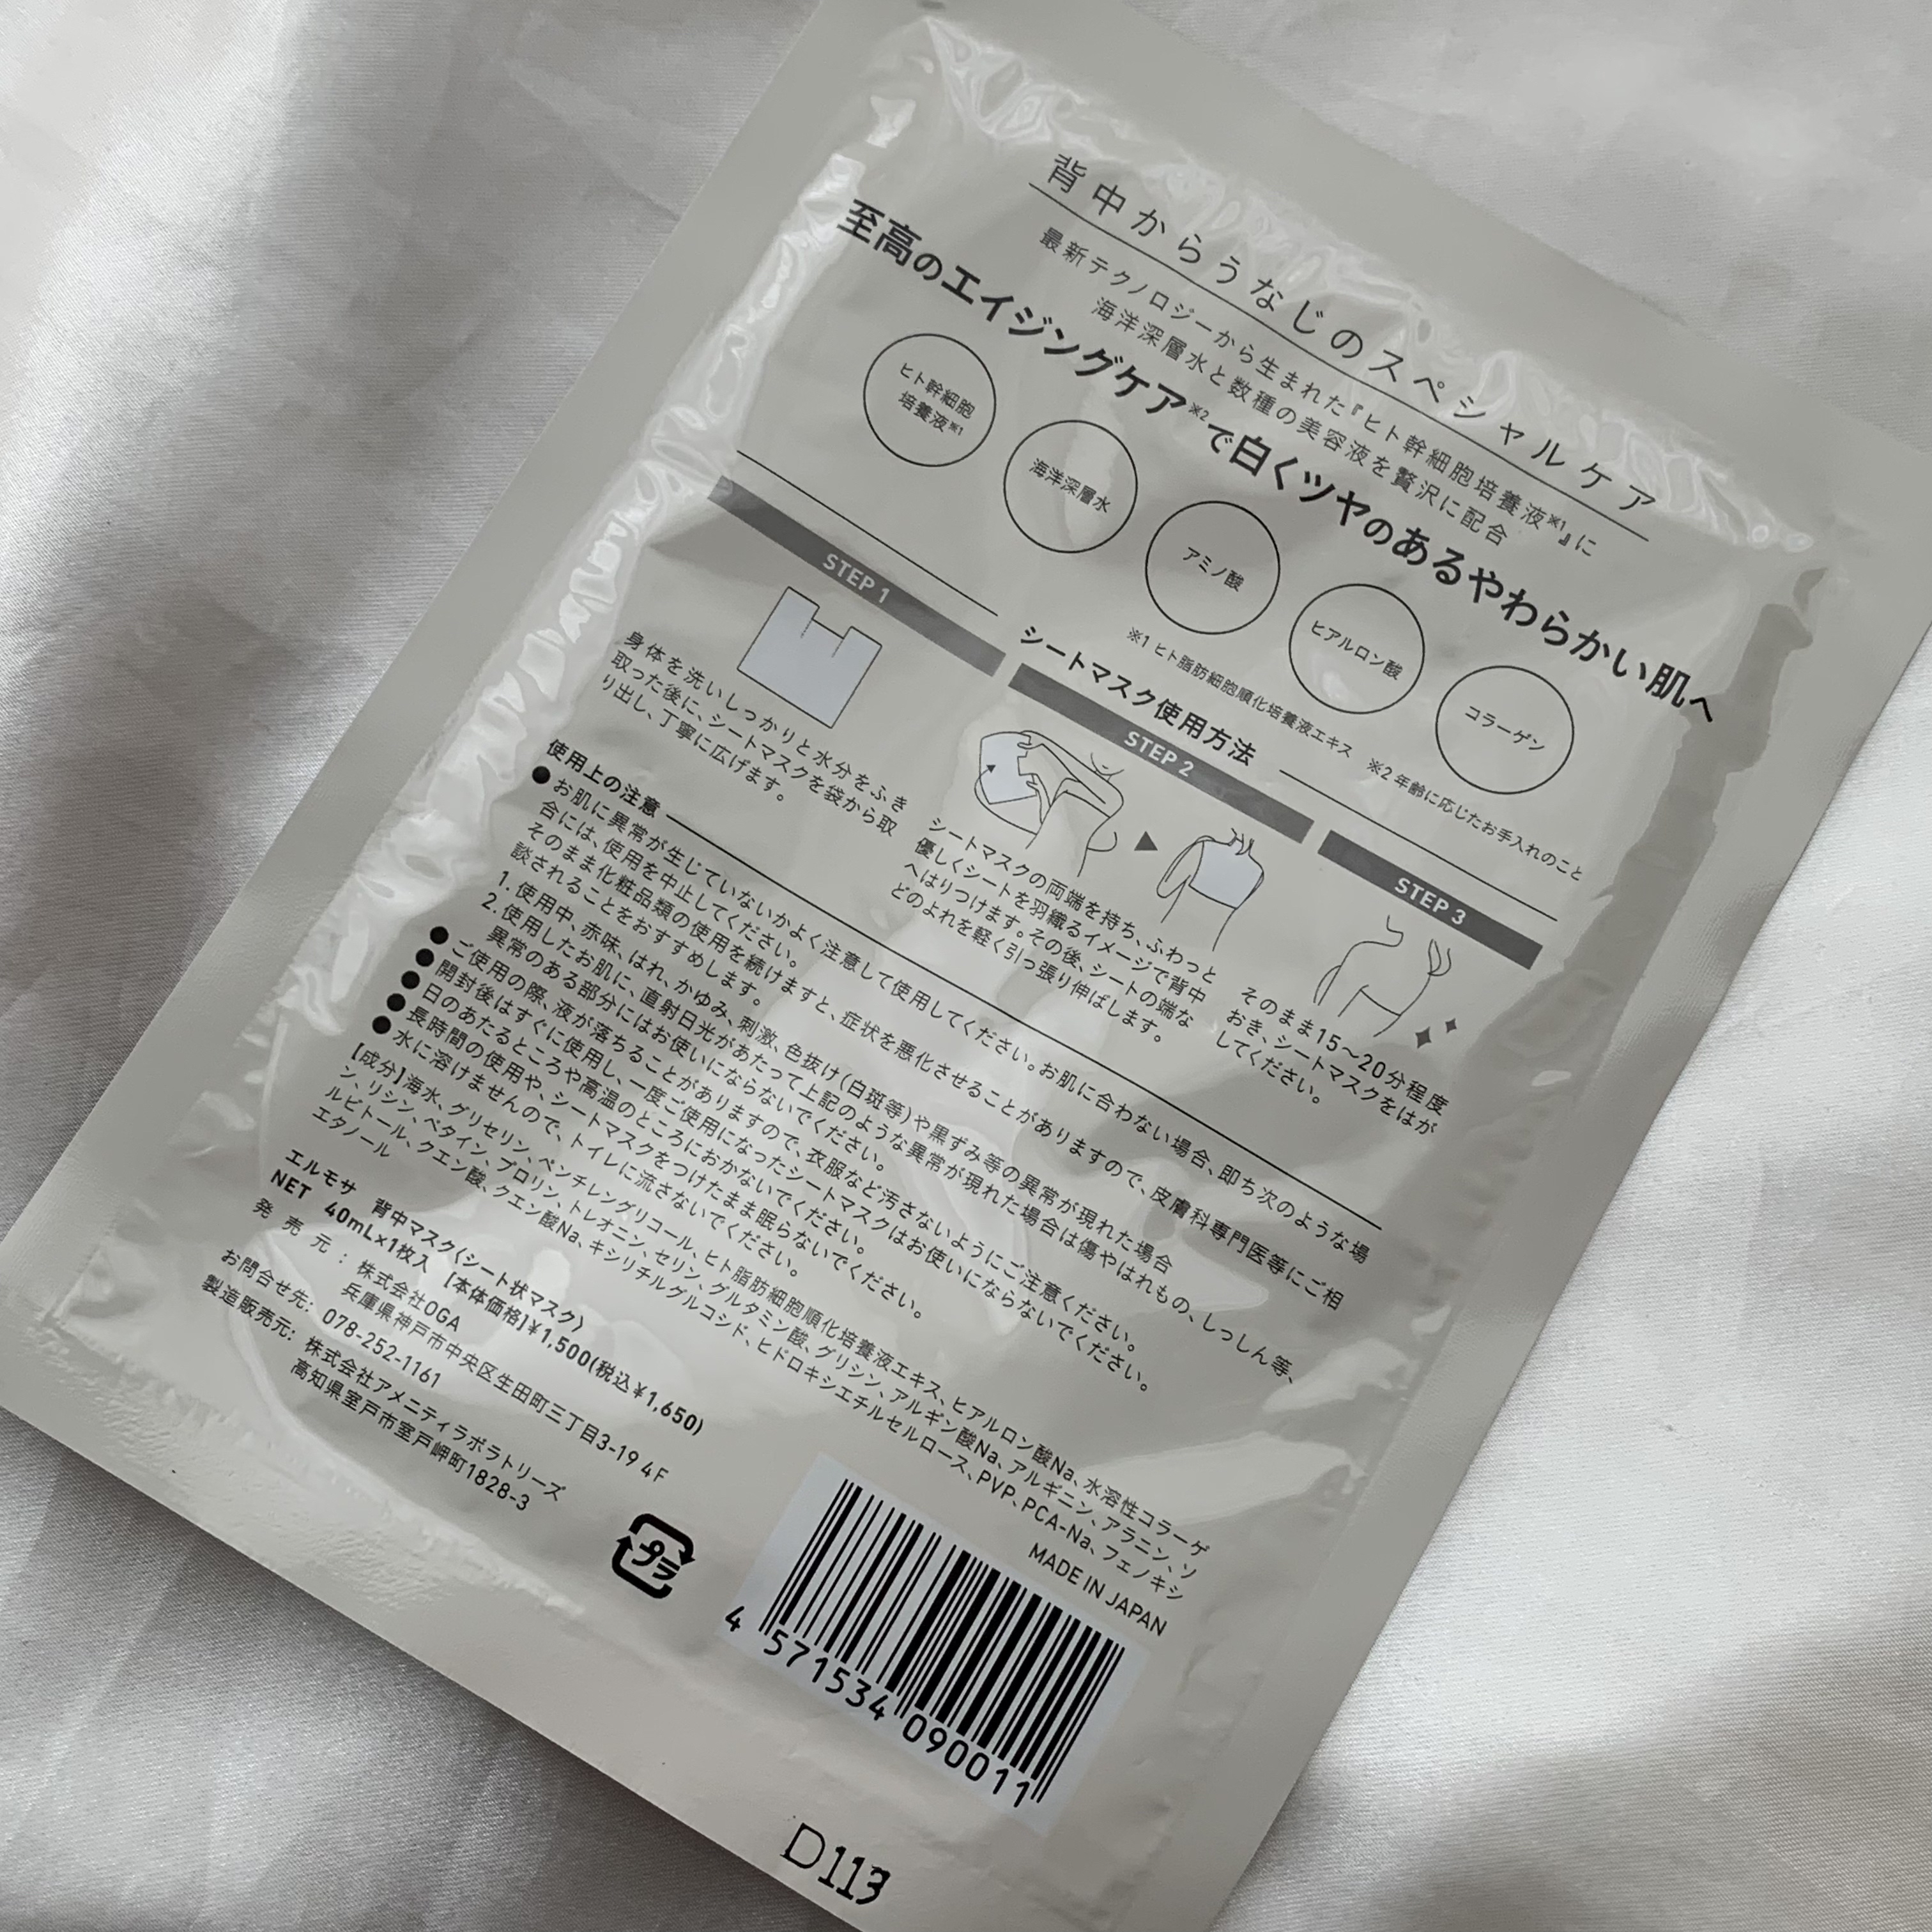 背中からうなじのスペシャルケア
最新テクノロジーから生まれた『ヒト幹細胞培養液※1』に
海洋深層水と数種の美容液を贅沢に配合
至高のエイジングケア※2で白くツヤのあるやわらかい肌へ
ヒト幹細胞
培養液※1
海洋深層水
アミノ酸
ヒアルロン酸
コラーゲン
※1 ヒト脂肪細胞順化培養液エキス ※2 年齢に応じたお手入れのこと
シートマスク使用方法
STEP 1
身体を洗いしっかりと水分をふき
取った後に、シートマスクを袋から取
り出し、丁寧に広げます。
STEP 2
シートマスクの両端を持ち、ふわっと
優しくシートを羽織るイメージで背中
へはりつけます。その後、シートの端な
どのよれを軽く引っ張り伸ばします。
STEP 3
そのまま15～20分程度
おき、シートマスクをはが
してください。
使用上の注意
●お肌に異常が生じていないかよく注意して使用してください。お肌に合わない場合、即ち次のような場
合には、使用を中止してください。
そのまま化粧品類の使用を続けますと、症状を悪化させることがありますので、皮膚科専門医等にご相
談されることをおすすめします。
1. 使用中、赤味、はれ、かゆみ、刺激、色抜け(白斑等)や黒ずみ等の異常が現れた場合
2. 使用したお肌に、直射日光があたって上記のような異常が現れた場合は傷やはれもの、しっしん等、
異常のある部分にはお使いにならないでください。
●ご使用の際、液が落ちることがありますので、衣服など汚さないようにご注意ください。
●開封後はすぐに使用し、一度ご使用になったシートマスクはお使いにならないでください。
●日のあたるところや高温のところにおかないでください。
●長時間の使用や、シートマスクをつけたまま眠らないでください。
●水に溶けませんので、トイレに流さないでください。
【成分】海水、グリセリン、ペンチレングリコール、ヒト脂肪細胞順化培養液エキス、ヒアルロン酸Na、水溶性コラーゲ
ン、リシン、ベタイン、プロリン、トレオニン、セリン、グルタミン酸、グリシン、アルギン酸Na、アルギニン、アラニン、ソ
ルビトール、クエン酸、クエン酸Na、キシリチルグルコシド、ヒドロキシエチルセルロース、PVP、PCA-Na、フェノキシ
エタノール
MADE IN JAPAN
エルモサ 背中マスク〈シート状マスク〉
NET 40mL×1枚入 【本体価格】¥1,500(税込¥1,650)
発売元: 株式会社OGA
兵庫県神戸市中央区生田町三丁目3-19 4F
お問合せ先: 078-252-1161
製造販売元: 株式会社アメニティラボラトリーズ
高知県室戸市室戸岬町1828-3
プラ
4 571534 090011
D113